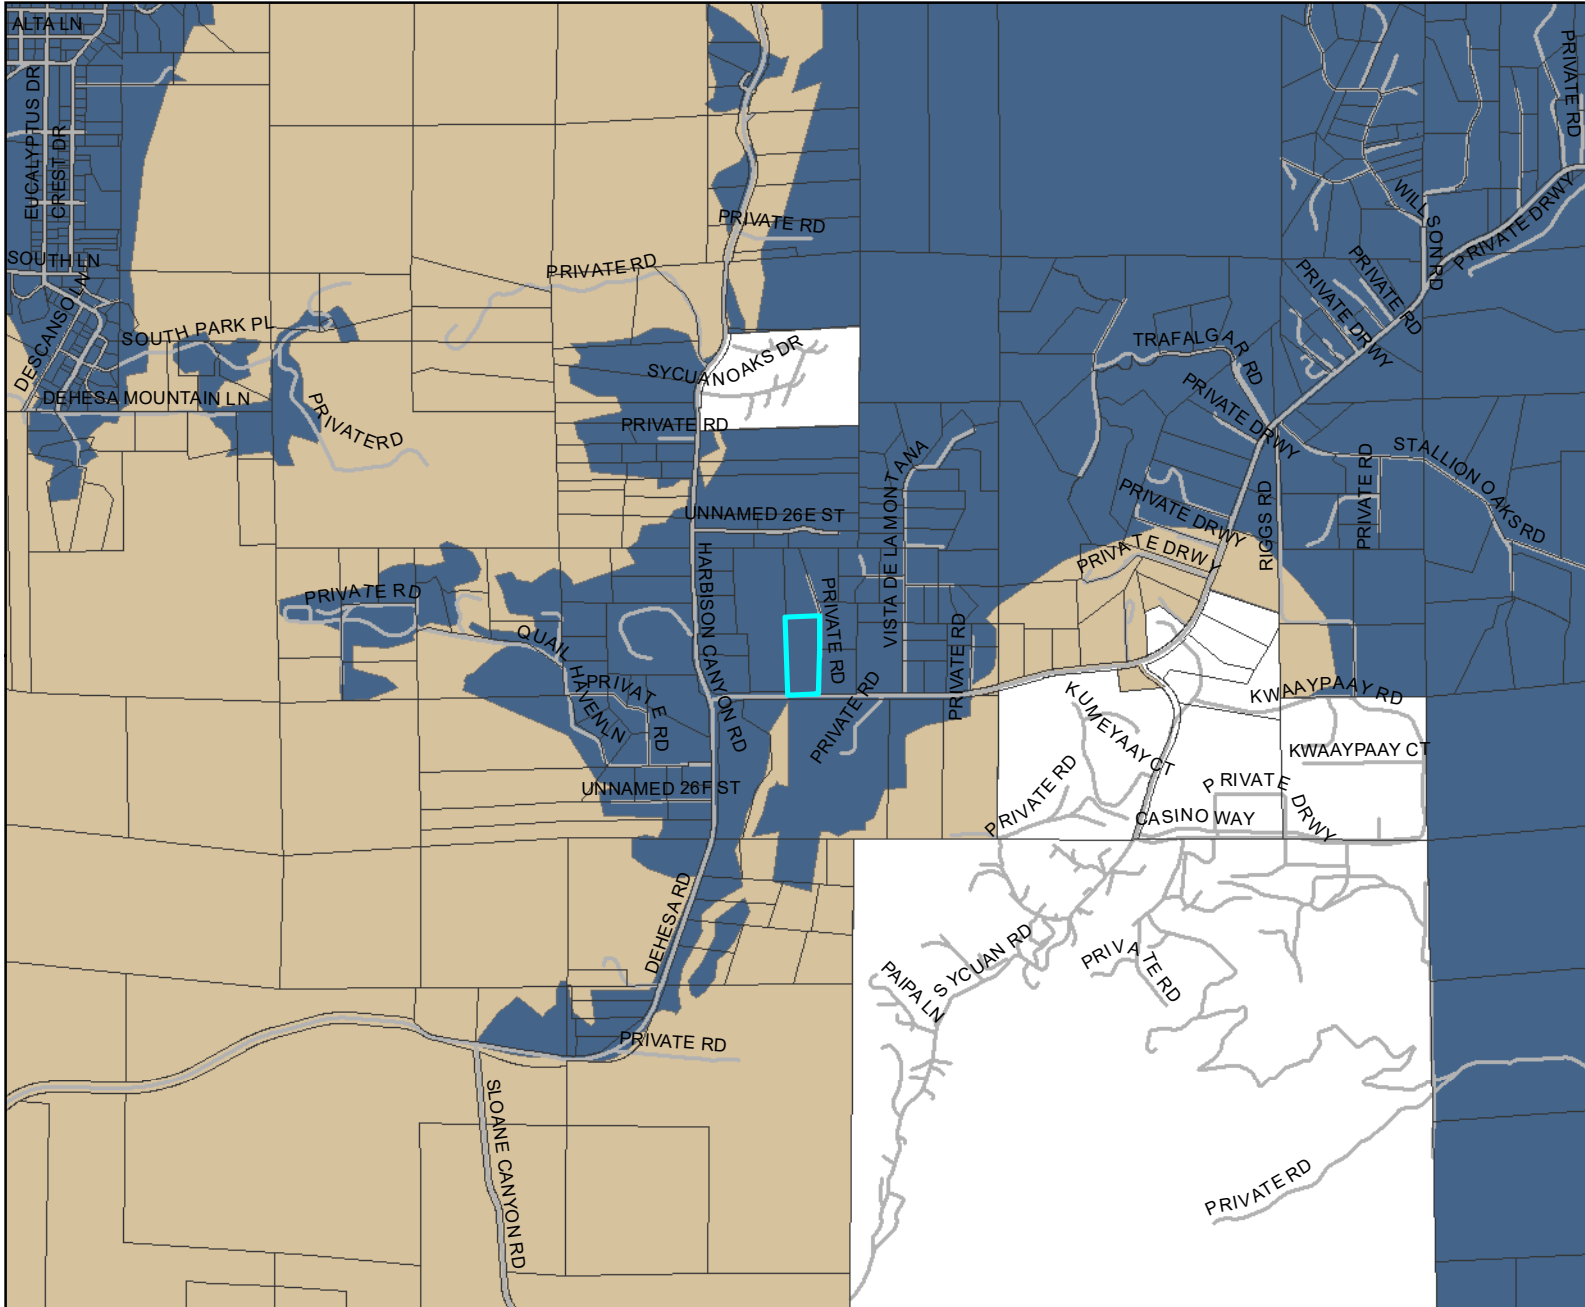 ALTA LN
EUCALYPTUS DR
CREST DR
PRIVATE RD
WILLSON RD
PRIVATE DRWY
PRIVATE RD
SOUTH LN
DESCANSO LN
PRIVATE RD
PRIVATE RD
PRIVATE DRWY
SOUTH PARK PL
TRAFALGAR RD
SYCUANOAKS DR
DEHESA MOUNTAIN LN
PRIVATE RD
PRIVATE RD
PRIVATE DRWY
STALLION OAKS RD
VISTA DE LA MONTANA
PRIVATE DRWY
RIGGS RD
PRIVATE RD
UNNAMED 26E ST
PRIVATE DRWY
HARBISON CANYON RD
PRIVATE RD
PRIVATE RD
QUAIL HAVEN LN
PRIVATE RD
PRIVATE RD
PRIVATE RD
KUMEYAAY CT
KWAAYPAAY RD
KWAAYPAAY CT
PRIVATE RD
PRIVATE DRWY
UNNAMED 26F ST
CASINO WAY
DEHESA RD
SYCUAN RD
PRIVATE RD
PAIPA LN
PRIVATE RD
SLOANE CANYON RD
PRIVATE RD